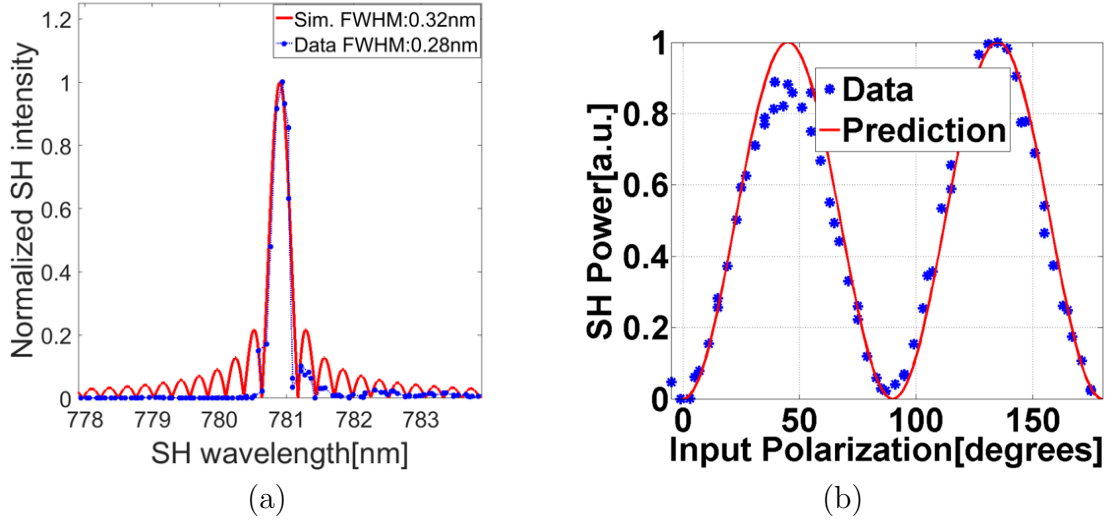 Sim. FWHM:0.32nm
Data FWHM:0.28nm
1.2
1
0.8
0.6
0.4
0.2
0
778 779 780 781 782 783
Normalized SH intensity
SH wavelength[nm]
(a)
Data
Prediction
1
0.8
0.6
0.4
0.2
0
0 50 100 150
SH Power[a.u.]
Input Polarization[degrees]
(b)